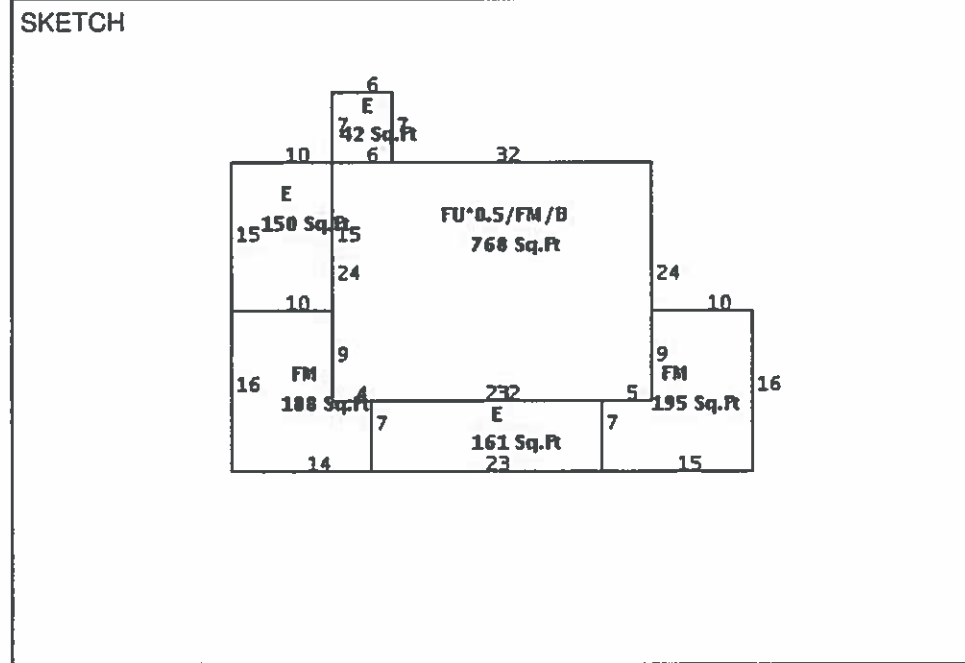 SKETCH
6
E
7 7
42 Sq.Ft
10 6 32
E
150 Sq.Ft
FU*0.5/FM/B
768 Sq.Ft
15 15
24 24
10 10
9 9
FM
188 Sq.Ft
16
4 232 5
FM
195 Sq.Ft
16
E
161 Sq.Ft
7 7
14 23 15